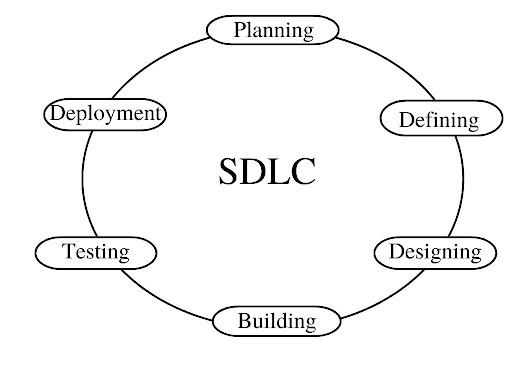 Planning
Deployment
Defining
SDLC
Testing
Designing
Building